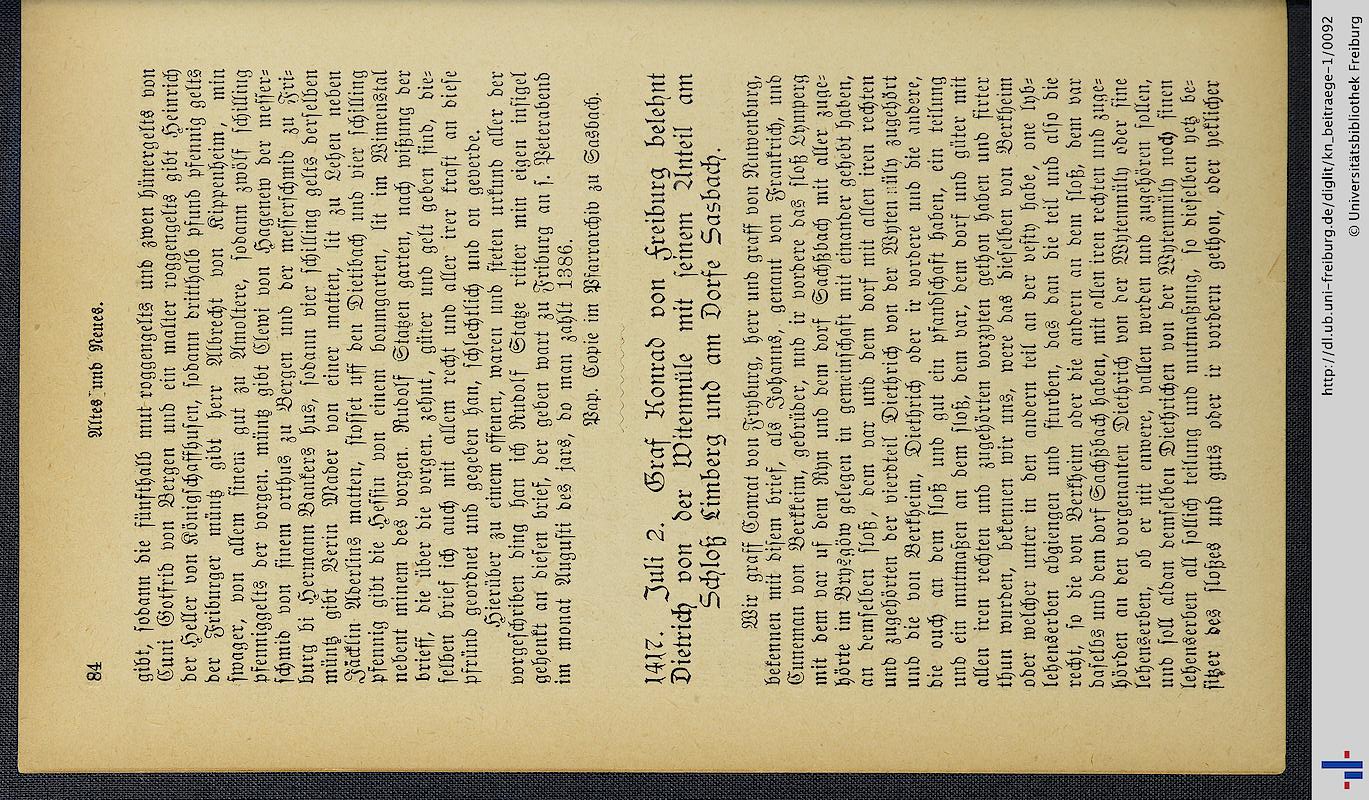 84
Altes und Neues.
gibt, sodann die fünfthalb mut roggengelts und zwen hünergelts von
Cuni Gotfrid von Bergen und ein malter roggengelts gibt Heinrich
der Heller von Königschaffhusen, sodann dritthalb pfund pfennig gelts
der Friburger müntz gibt herr Albrecht von Kippenheim, min
swager, von allem sinem gut zu Amoltere, sodann zwölf schilling
pfenniggelts der vorgen. müntz gibt Clewi von Hagenew der messer=
schmid von sinem orthus zu Bergen und der messerschmid zu Fri=
burg bi Hermann Bankers hus, sodann vier schilling gelts derselben
müntz gibt Werin Mader von einer matten, lit zu Lehen neben
Jäcklin Aberlins matten, stosset uff den Dietibach und vier schilling
pfennig gibt die Hessin von einem boumgarten, lit im Wimenstal
nebent minem des vorgen. Rudolf Statzen garten, nach wissung der
brieff, die über die vorgen. zehnt, güter und gelt geben sind, die=
selben brief ich auch mit allem recht und aller irer kraft an diese
pfründ geordnet und gegeben han, schlechtlich und on geverde.
Hierüber zu einem offenen, waren und steten urkund aller der
vorgeschriben ding han ich Rudolf Statze ritter min eigen insigel
gehenkt an diesen brief, der geben wart zu Friburg an s. Peterabend
im monat Augusti des jars, do man zahlt 1386.
Pap. Copie im Pfarrarchiv zu Sasbach.
1417. Juli 2. Graf Konrad von Freiburg belehnt
Dietrich von der Witenmüle mit seinem Anteil am
Schloß Limberg und am Dorfe Sasbach.
Wir graff Conrat von Fryburg, herr und graff von Nuwenburg,
bekennen mit disem brief, als Johanns, genant von Frankrich, und
Cuneman von Berkheim, gebrüder, und ir vordere das sloß Lymperg
mit dem var uf dem Ryn und dem dorf Sachßbach mit aller zuge=
hörte im Bryßgöw gelegen in gemeinschaft mit einander gehebt haben,
an demselben sloß, dem var und dem dorf mit allen iren rechten
und zugehörten der vierdteil Diethrich von der Wyten müly zugehört
und die von Berkheim, Diethrich oder ir vordere und die andere,
die ouch an dem sloß und gut ein pfandschaft haben, ein teilung
und ein mutmaßen an dem sloß, dem var, dem dorf und güter mit
allen iren rechten und zugehörten vorzyten gethon haben und fürter
thun wurden, bekennen wir uns, were das dieselben von Berkheim
oder welcher unter in den andern teil an der vesty habe, one lyb=
lehenserben abgiengen und sturben, das dan die teil und also die
recht, so die von Berkheim oder die andern an dem sloß, dem var
daselbs und dem dorf Sachßbach haben, mit ollen iren rechten und zuge=
hörden an den vorgenanten Diethrich von der Wytenmüly oder sine
lehenserben, ob er nit enwere, vallen werden und zugehören sollen,
und soll aldan demselben Diethrichen von der Wytenmüly noch sinen
lehenserben all sollich teilung und mutmaßung, so dieselben yetz be=
sitzer des sloßes und guts oder ir vordern gethon, oder yeklicher
http://dl.ub.uni-freiburg.de/diglit/kn_beitraege-1/0092
© Universitätsbibliothek Freiburg